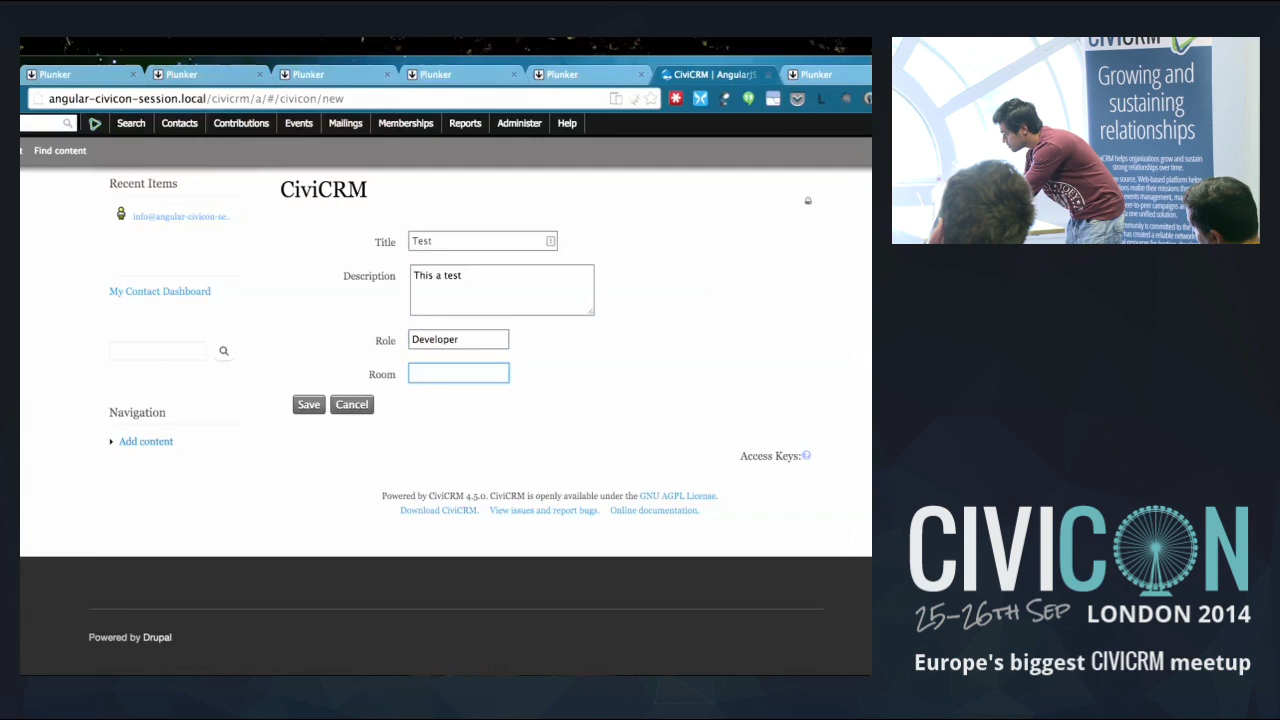 Plunker
Plunker
Plunker
Plunker
Plunker
CiviCRM | AngularJS
Plunker
angular-civicon-session.local/civicrm/a/#/civicon/new
Search
Contacts
Contributions
Events
Mailings
Memberships
Reports
Administer
Help
Find content
Recent Items
info@angular-civicon-se..
My Contact Dashboard
Navigation
Add content
CiviCRM
Title
Test
Description
This a test
Role
Developer
Room
Save
Cancel
Access Keys:
Powered by CiviCRM 4.5.0. CiviCRM is openly available under the GNU AGPL License.
Download CiviCRM. View issues and report bugs. Online documentation.
Powered by Drupal
Growing and
sustaining
relationships
CIVICON
25-26TH SEP LONDON 2014
Europe's biggest CIVICRM meetup